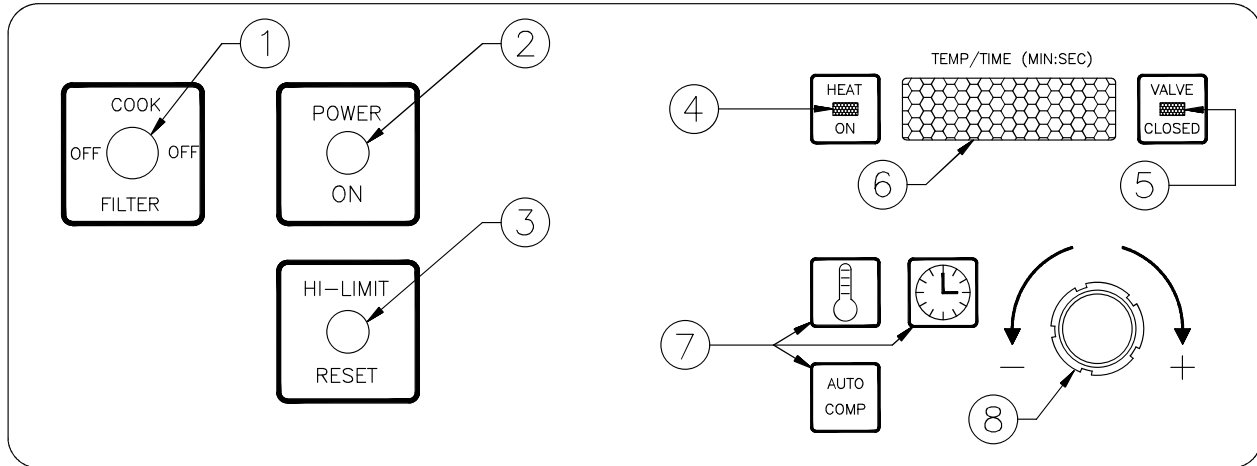 1
COOK
OFF OFF
FILTER
2
POWER
ON
3
HI-LIMIT
RESET
TEMP/TIME (MIN:SEC)
4
HEAT
ON
6
VALVE
CLOSED
5
7
AUTO
COMP
- +
8